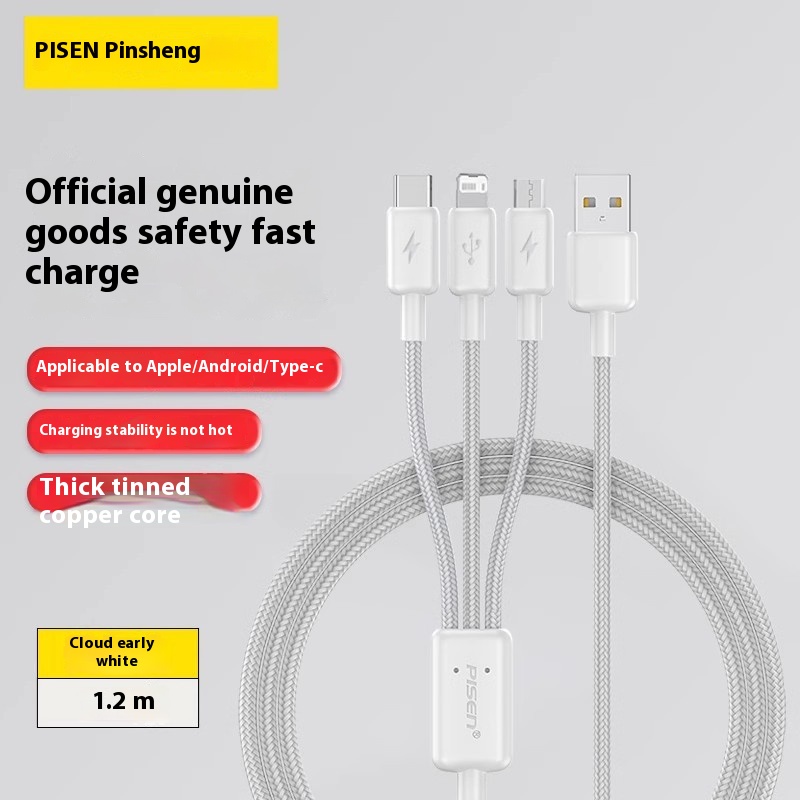 PISEN Pinsheng
Official genuine
goods safety fast
charge
Applicable to Apple/Android/Type-c
Charging stability is not hot
Thick tinned
copper core
Cloud early
white
1.2 m
PISEN®